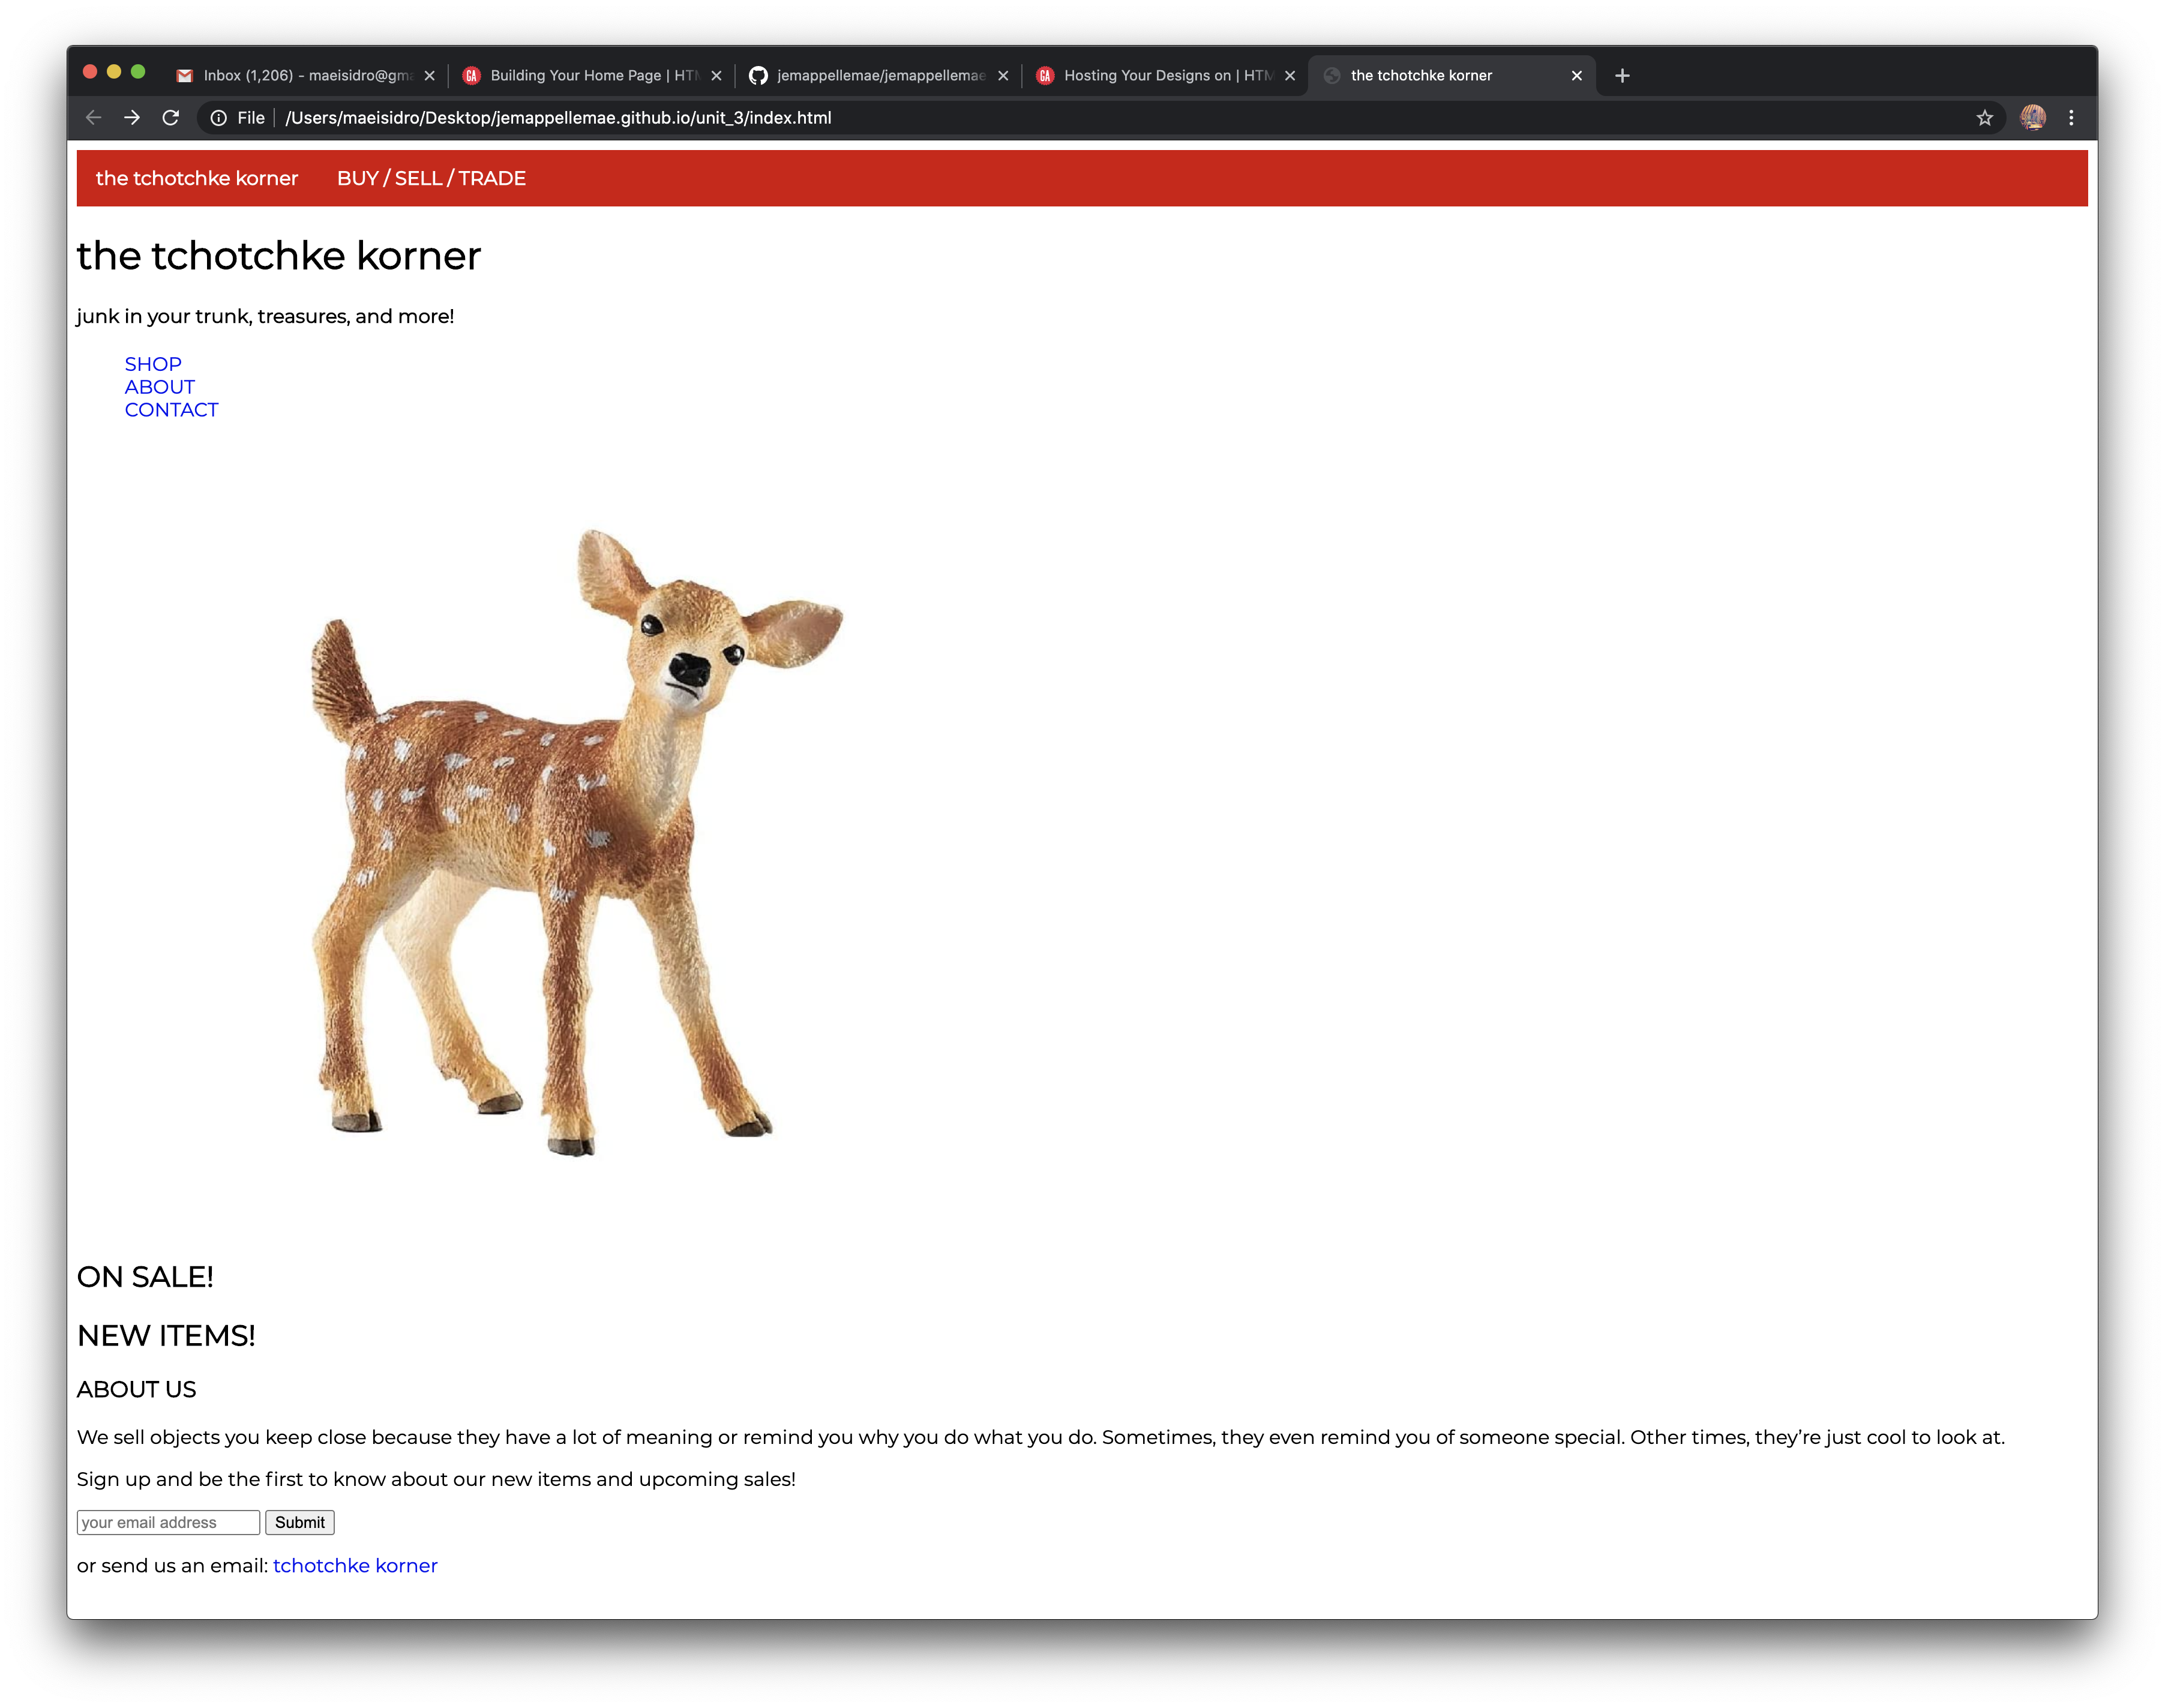 Inbox (1,206) - maeisidro@gma
GA Building Your Home Page | HTM
jemappellemae/jemappellemae
GA Hosting Your Designs on | HTM
the tchotchke korner
File /Users/maeisidro/Desktop/jemappellemae.github.io/unit_3/index.html
the tchotchke korner BUY / SELL / TRADE
the tchotchke korner
junk in your trunk, treasures, and more!
SHOP
ABOUT
CONTACT
ON SALE!
NEW ITEMS!
ABOUT US
We sell objects you keep close because they have a lot of meaning or remind you why you do what you do. Sometimes, they even remind you of someone special. Other times, they’re just cool to look at.
Sign up and be the first to know about our new items and upcoming sales!
your email address Submit
or send us an email: tchotchke korner